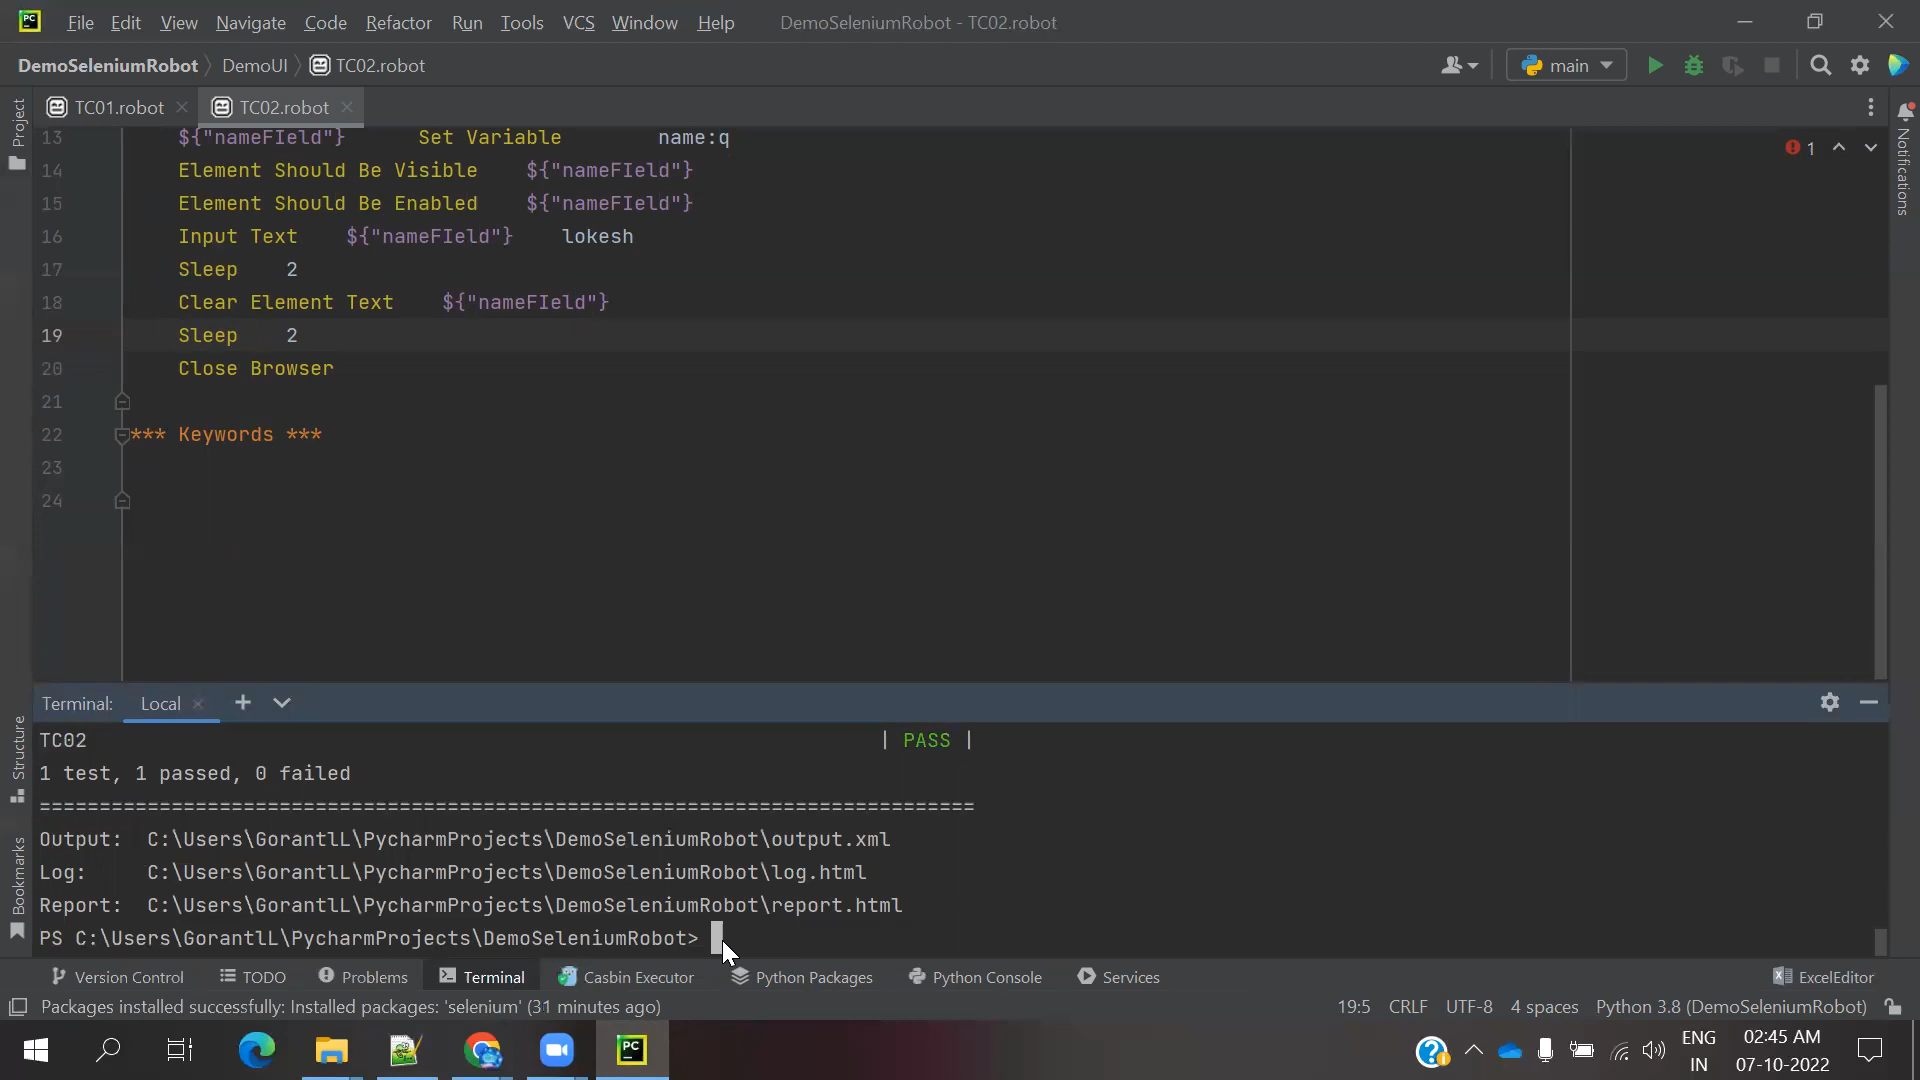 PC File Edit View Navigate Code Refactor Run Tools VCS Window Help DemoSeleniumRobot - TC02.robot
DemoSeleniumRobot DemoUI TC02.robot main
TC01.robot TC02.robot
13 ${"nameFIeld"} Set Variable name:q
14 Element Should Be Visible ${"nameFIeld"}
15 Element Should Be Enabled ${"nameFIeld"}
16 Input Text ${"nameFIeld"} lokesh
17 Sleep 2
18 Clear Element Text ${"nameFIeld"}
19 Sleep 2
20 Close Browser
21
22 *** Keywords ***
23
24
1
Project
Structure
Bookmarks
Notifications
Terminal: Local
TC02 | PASS |
1 test, 1 passed, 0 failed
==============================================================================
Output: C:\Users\GorantlL\PycharmProjects\DemoSeleniumRobot\output.xml
Log: C:\Users\GorantlL\PycharmProjects\DemoSeleniumRobot\log.html
Report: C:\Users\GorantlL\PycharmProjects\DemoSeleniumRobot\report.html
PS C:\Users\GorantlL\PycharmProjects\DemoSeleniumRobot>
Version Control TODO Problems Terminal Casbin Executor Python Packages Python Console Services ExcelEditor
Packages installed successfully: Installed packages: 'selenium' (31 minutes ago) 19:5 CRLF UTF-8 4 spaces Python 3.8 (DemoSeleniumRobot)
PC
ENG 02:45 AM
IN 07-10-2022